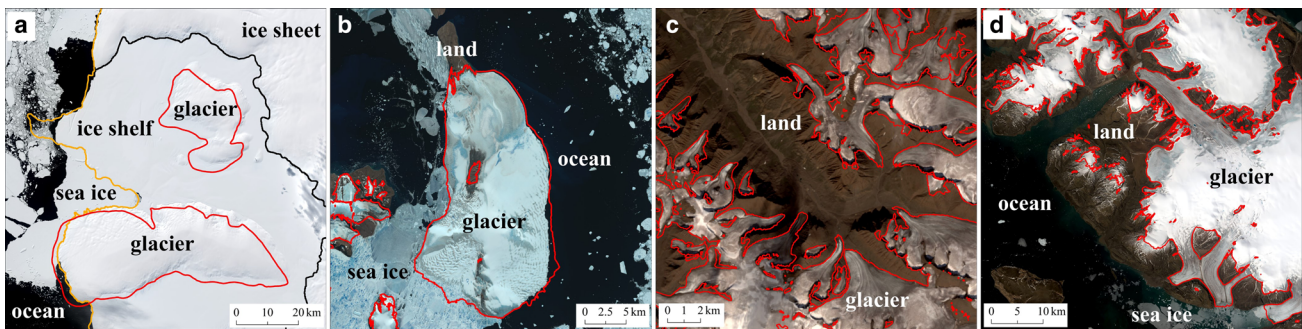 a
ice sheet
glacier
ice shelf
sea ice
glacier
ocean
0 10 20 km
b
land
ocean
glacier
sea ice
0 2.5 5 km
c
land
glacier
0 1 2 km
d
land
glacier
ocean
sea ice
0 5 10 km